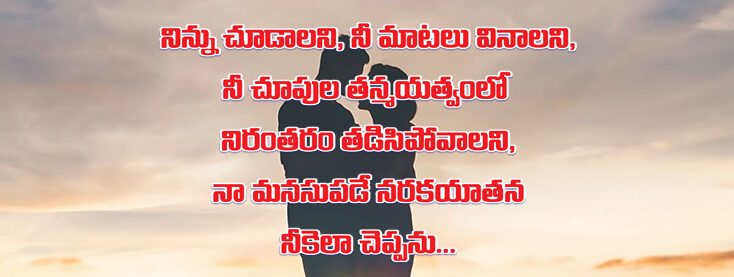 నిన్ను చూడాలని, నీ మాటలు వినాలని,
నీ చూపుల తన్మయత్వంలో
నిరంతరం తడిసిపోవాలని,
నా మనసుపడే నరకయాతన
నీకెలా చెప్పను...